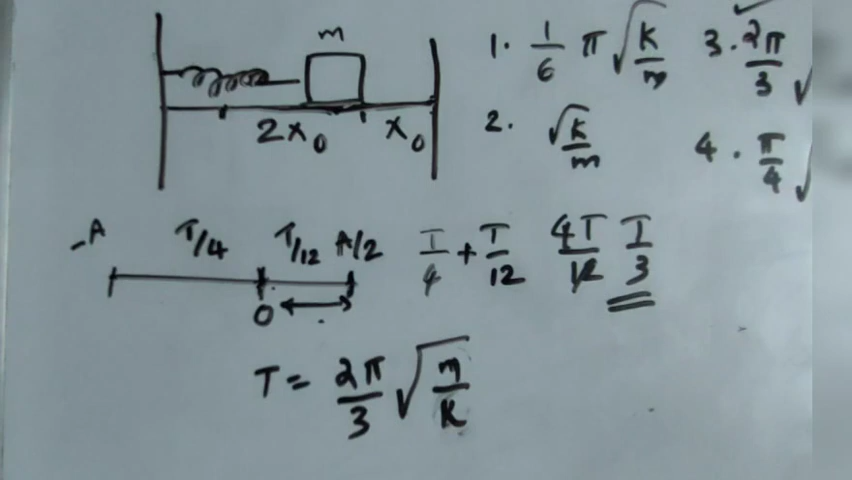 m
2x₀ x₀
1. 1/6 π √(k/m)
2. √(k/m)
3. 2π/3 √
4. π/4 √
-A T/4 T/12 A/2
0
T/4 + T/12 4T/12 T/3
T = 2π/3 √(m/k)